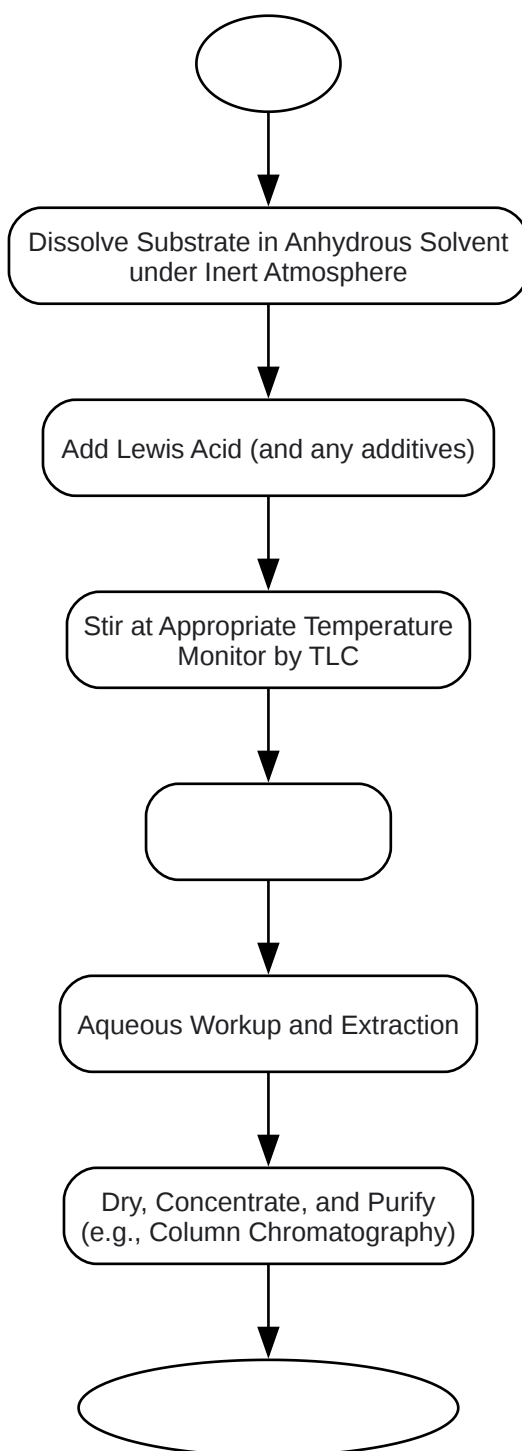 Dissolve Substrate in Anhydrous Solvent
under Inert Atmosphere
Add Lewis Acid (and any additives)
Stir at Appropriate Temperature
Monitor by TLC
Aqueous Workup and Extraction
Dry, Concentrate, and Purify
(e.g., Column Chromatography)